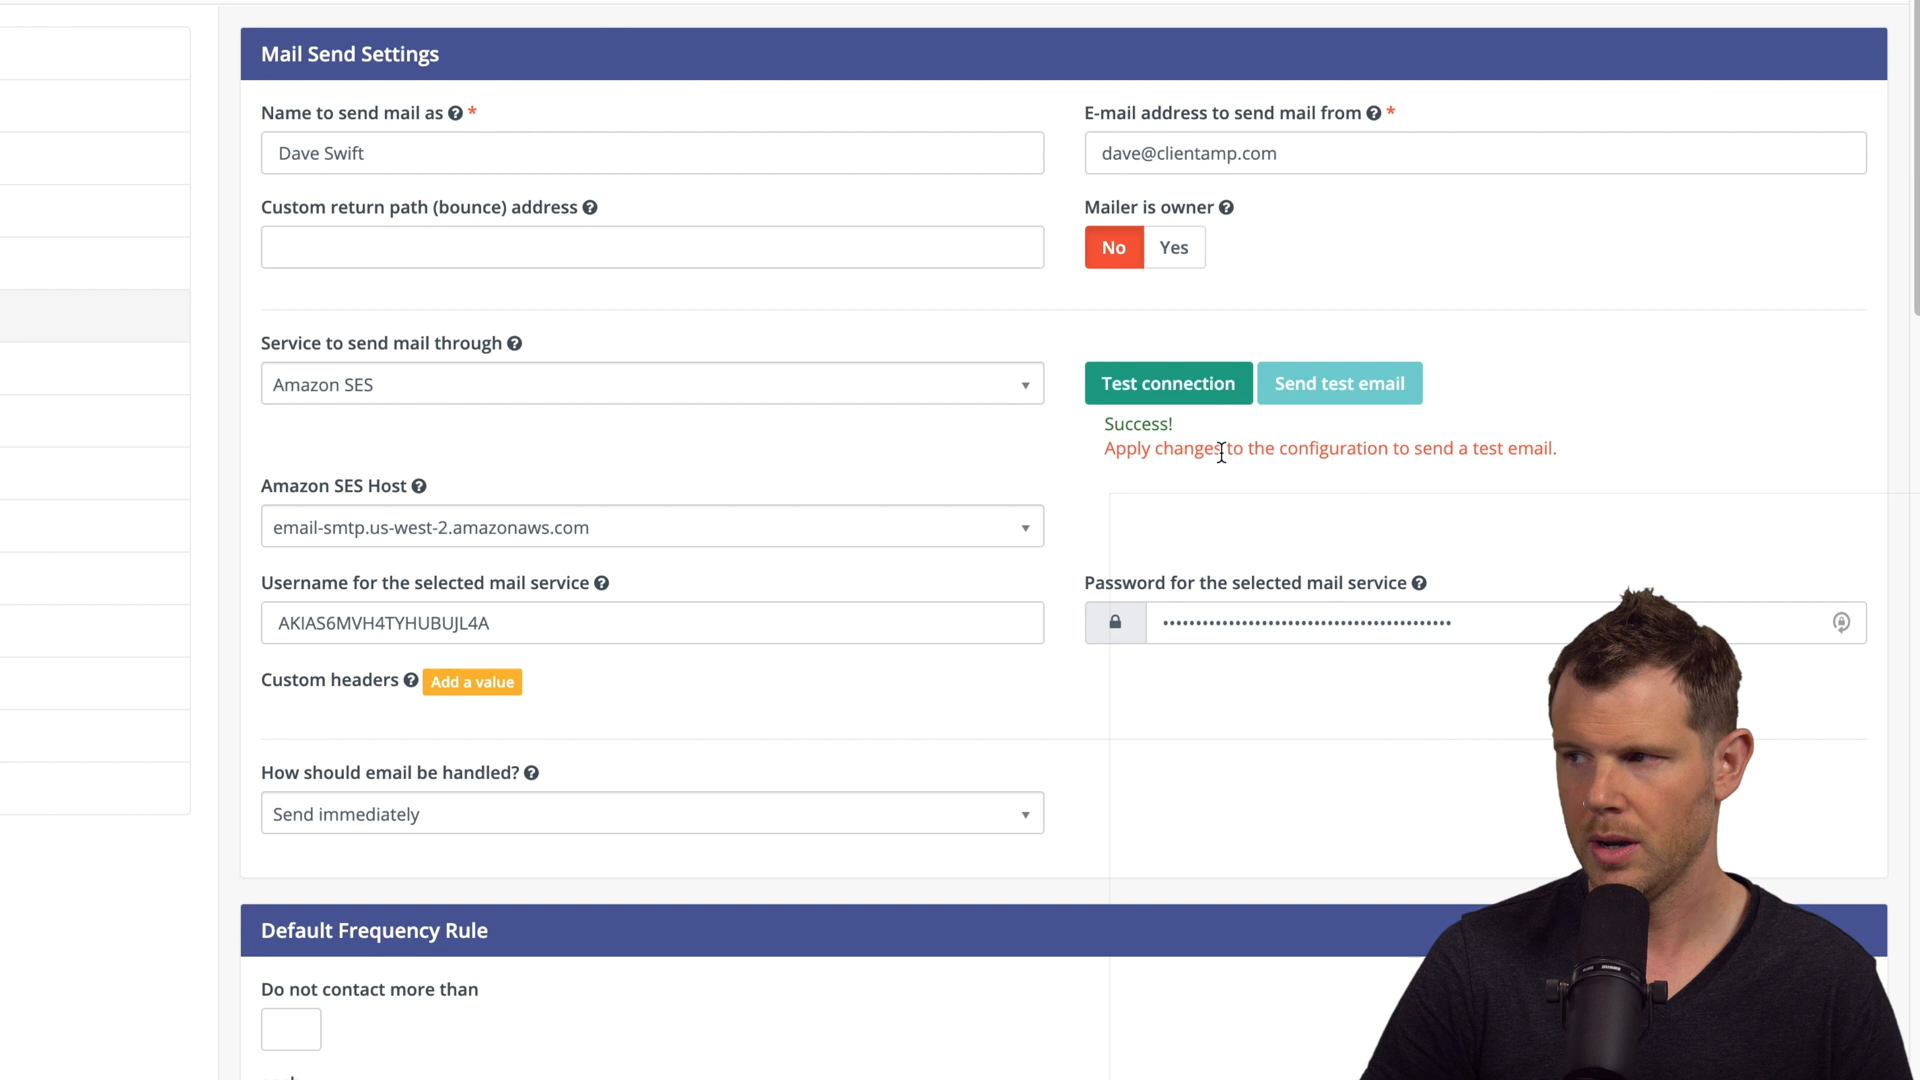 Mail Send Settings
Name to send mail as *
E-mail address to send mail from *
Dave Swift
dave@clientamp.com
Custom return path (bounce) address
Mailer is owner
No Yes
Service to send mail through
Amazon SES
Test connection
Send test email
Success!
Apply changes to the configuration to send a test email.
Amazon SES Host
email-smtp.us-west-2.amazonaws.com
Username for the selected mail service
Password for the selected mail service
AKIAS6MVH4TYHUBUJL4A
Custom headers Add a value
How should email be handled?
Send immediately
Default Frequency Rule
Do not contact more than